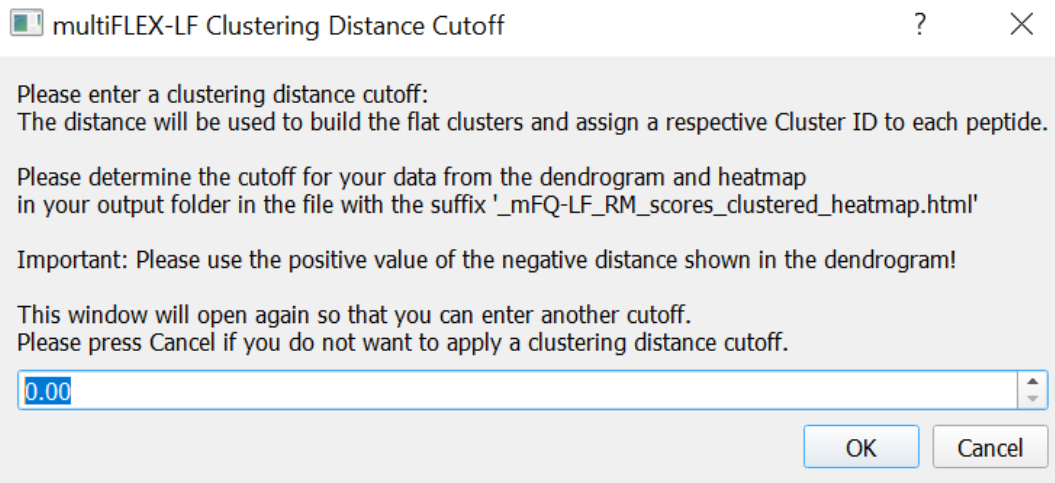 multiFLEX-LF Clustering Distance Cutoff
Please enter a clustering distance cutoff:
The distance will be used to build the flat clusters and assign a respective Cluster ID to each peptide.
Please determine the cutoff for your data from the dendrogram and heatmap
in your output folder in the file with the suffix '_mFQ-LF_RM_scores_clustered_heatmap.html'
Important: Please use the positive value of the negative distance shown in the dendrogram!
This window will open again so that you can enter another cutoff.
Please press Cancel if you do not want to apply a clustering distance cutoff.
0.00
OK Cancel